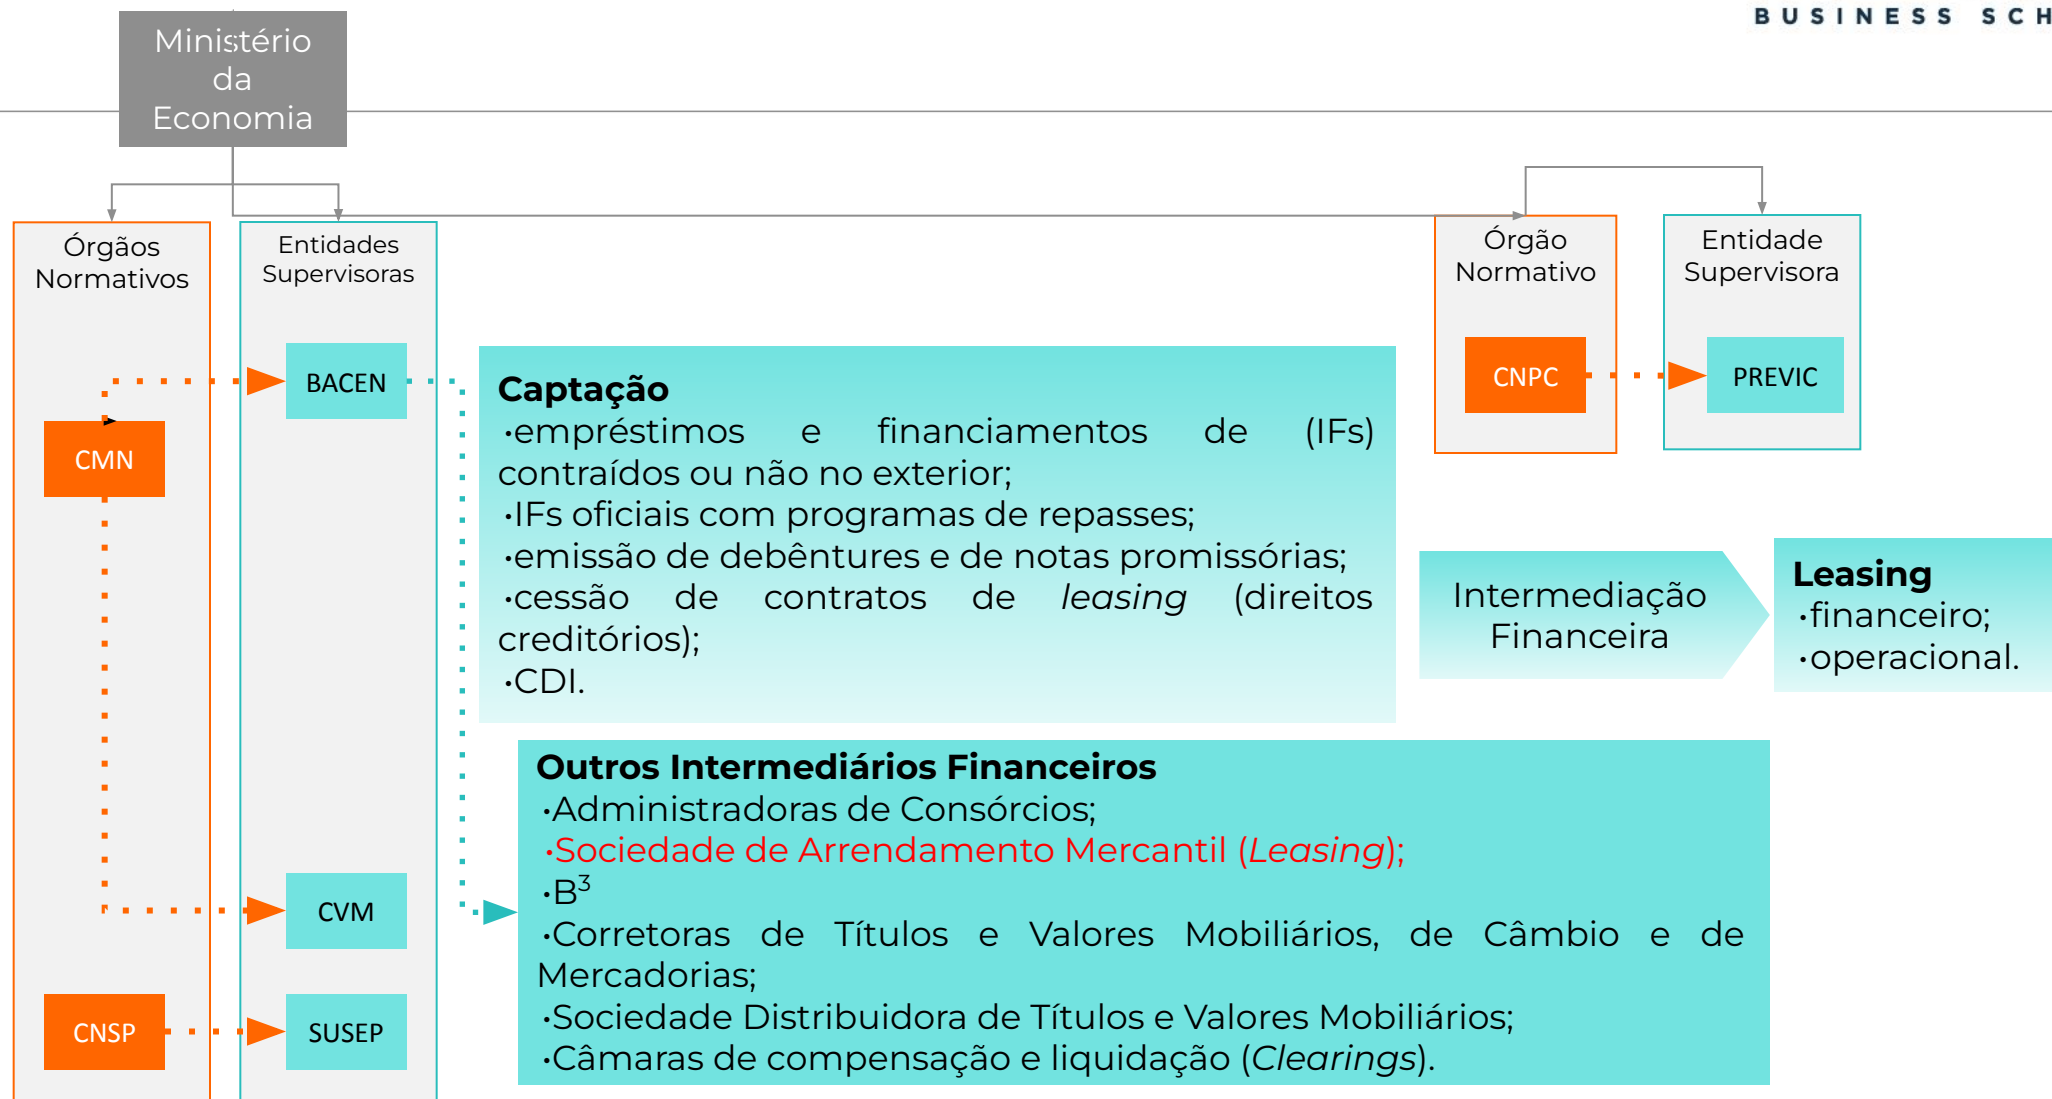 BUSINESS SCH
Ministério
da
Economia
Órgãos
Normativos
Entidades
Supervisoras
Órgão
Normativo
Entidade
Supervisora
BACEN
CMN
CVM
CNSP
SUSEP
CNPC
PREVIC
Captação
·empréstimos e financiamentos de (IFs)
contraídos ou não no exterior;
·IFs oficiais com programas de repasses;
·emissão de debêntures e de notas promissórias;
·cessão de contratos de leasing (direitos
creditórios);
·CDI.
Intermediação
Financeira
Leasing
·financeiro;
·operacional.
Outros Intermediários Financeiros
·Administradoras de Consórcios;
·Sociedade de Arrendamento Mercantil (Leasing);
·B³
·Corretoras de Títulos e Valores Mobiliários, de Câmbio e de
Mercadorias;
·Sociedade Distribuidora de Títulos e Valores Mobiliários;
·Câmaras de compensação e liquidação (Clearings).